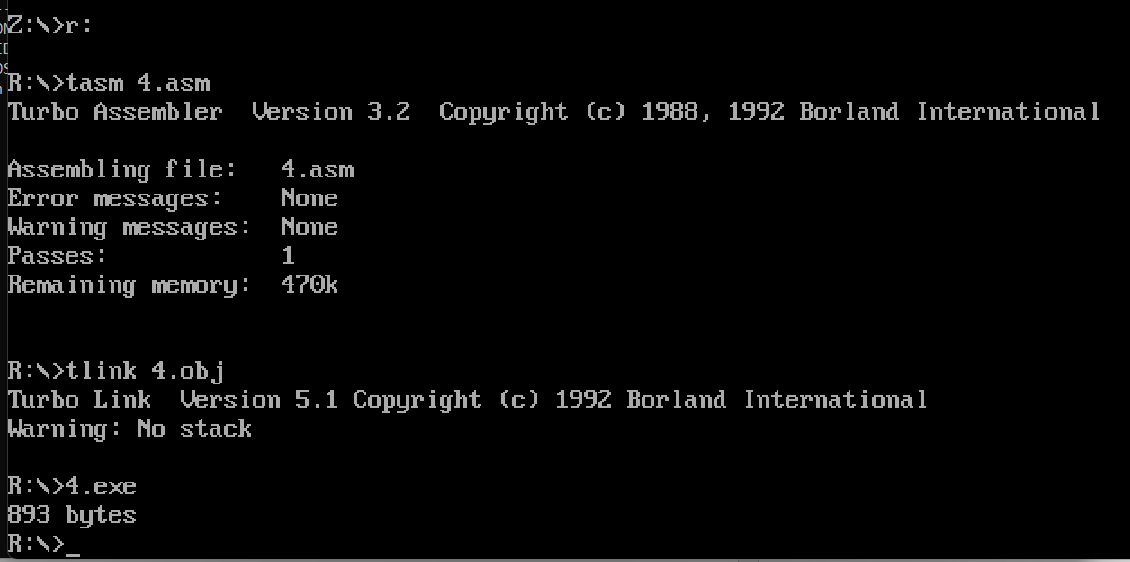 Z:\>r:
R:\>tasm 4.asm
Turbo Assembler  Version 3.2  Copyright (c) 1988, 1992 Borland International
Assembling file:   4.asm
Error messages:    None
Warning messages:  None
Passes:            1
Remaining memory:  470k
R:\>tlink 4.obj
Turbo Link  Version 5.1 Copyright (c) 1992 Borland International
Warning: No stack
R:\>4.exe
893 bytes
R:\>_